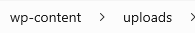 wp-content > uploads >